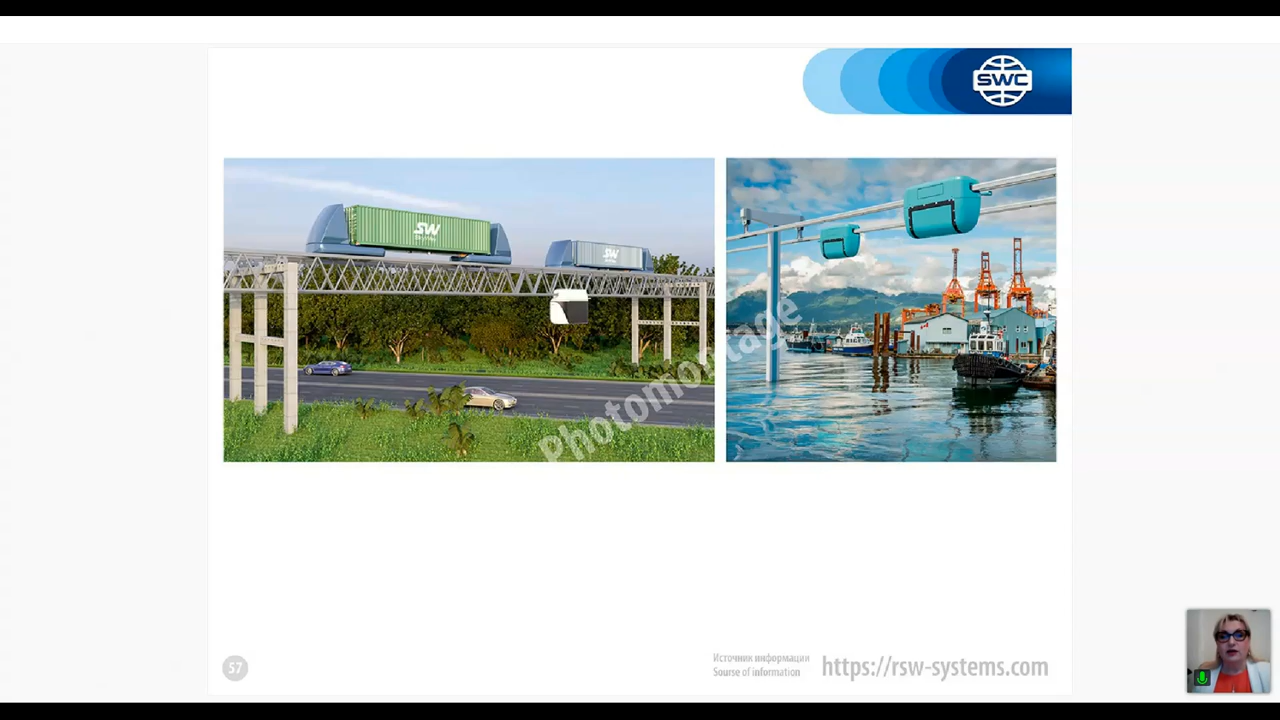 SWC
SW
SW
Photomontage
57
Источник информации
Sourse of information
https://rsw-systems.com